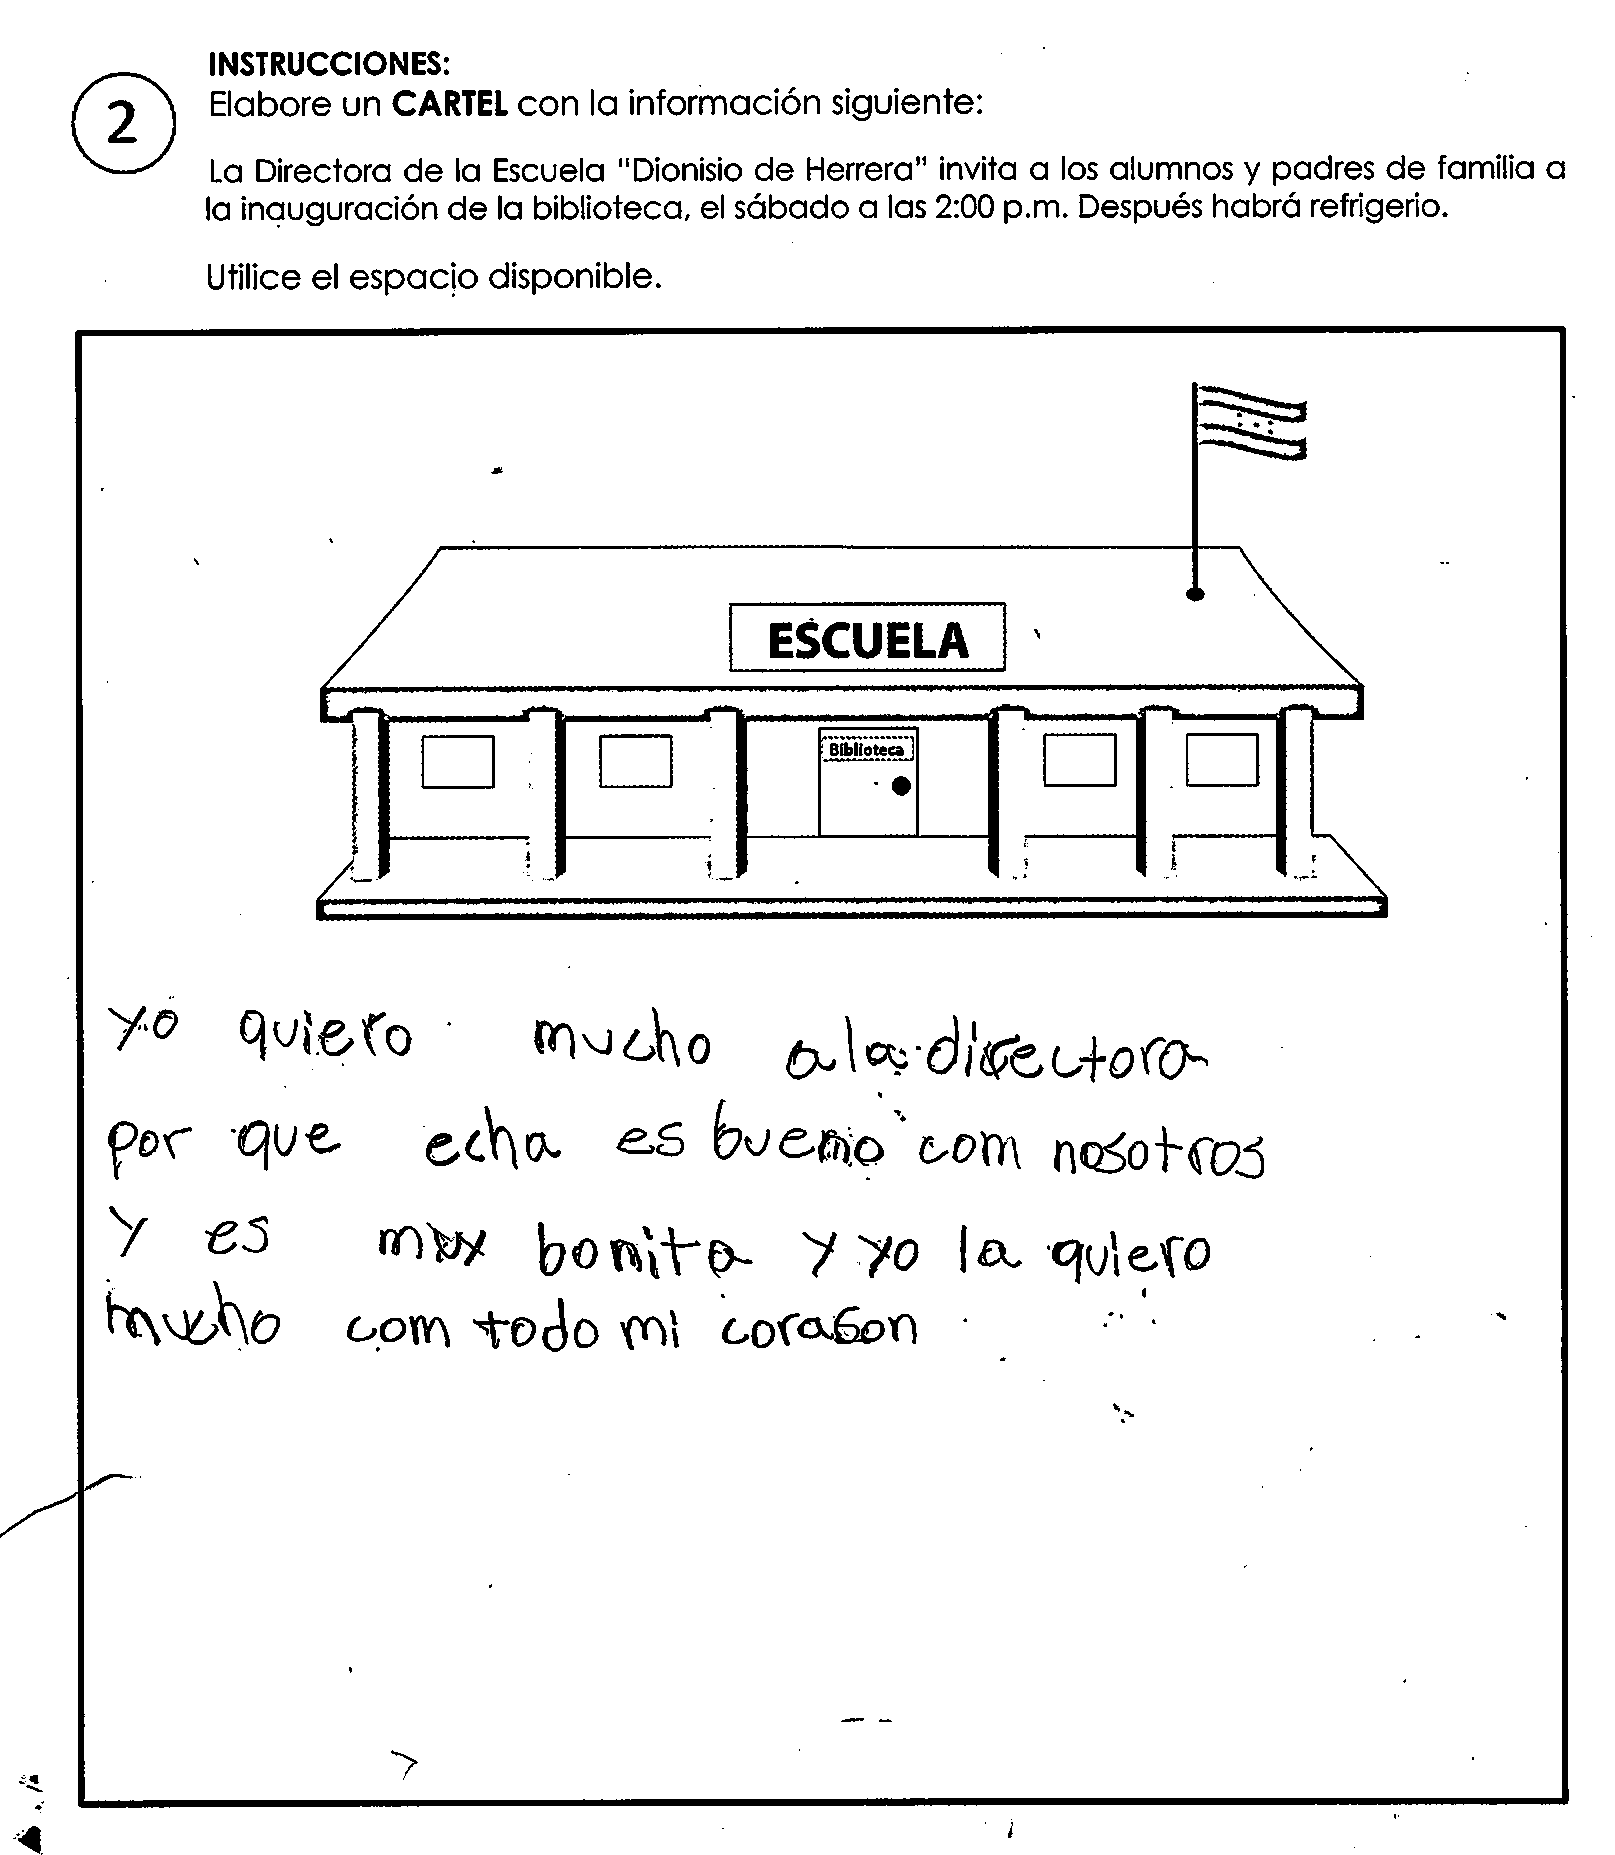 INSTRUCCIONES:
2
Elabore un CARTEL con la información siguiente:
La Directora de la Escuela "Dionisio de Herrera" invita a los alumnos y padres de familia a
la inauguración de la biblioteca, el sábado a las 2:00 p.m. Después habrá refrigerio.
Utilice el espacio disponible.
ESCUELA
Biblioteca
yo quiero mucho ala directora
por que echa es bueno com nosotros
y es muy bonita y yo la quiero
mucho com todo mi corason